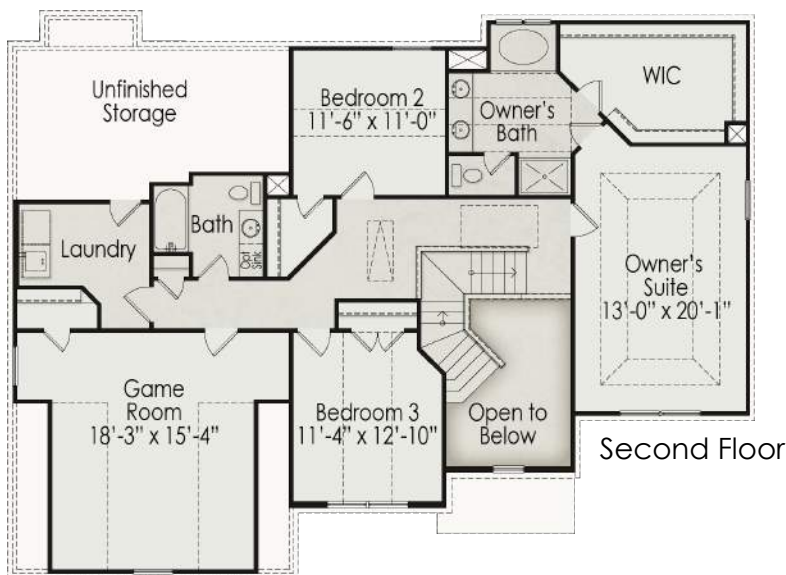 Unfinished
Storage
Bedroom 2
11'-6" x 11'-0"
Owner's
Bath
WIC
Laundry
Bath
Opt
Sink
Owner's
Suite
13'-0" x 20'-1"
Game
Room
18'-3" x 15'-4"
Bedroom 3
11'-4" x 12'-10"
Open to
Below
Second Floor